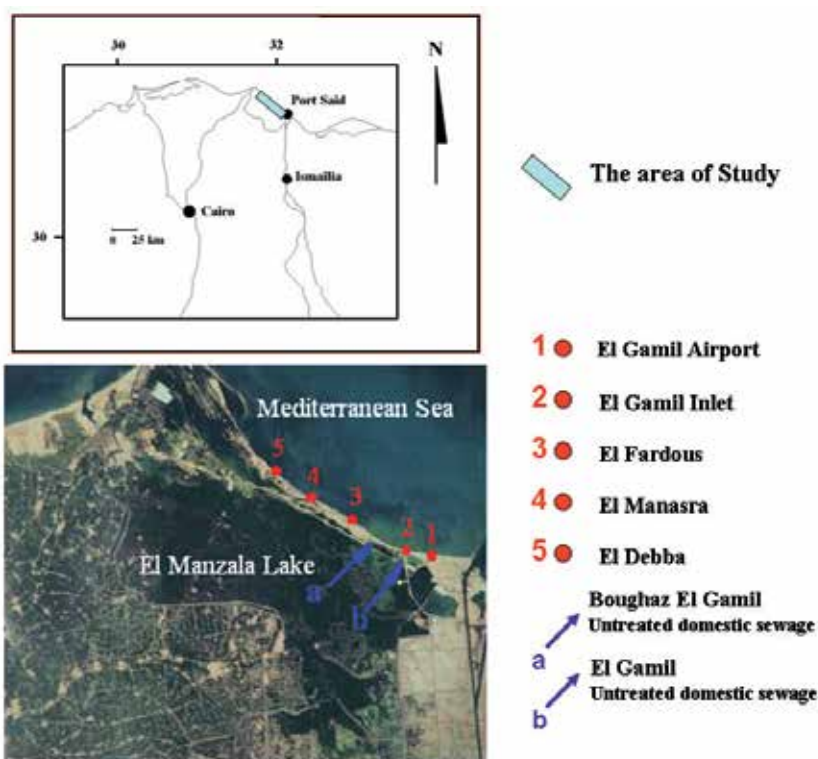 30
32
N
Port Said
Ismailia
Cairo
0 25 km
30
The area of Study
Mediterranean Sea
5
4
3
2
1
El Manzala Lake
a
b
1 El Gamil Airport
2 El Gamil Inlet
3 El Fardous
4 El Manasra
5 El Debba
Boughaz El Gamil
Untreated domestic sewage
a
El Gamil
Untreated domestic sewage
b